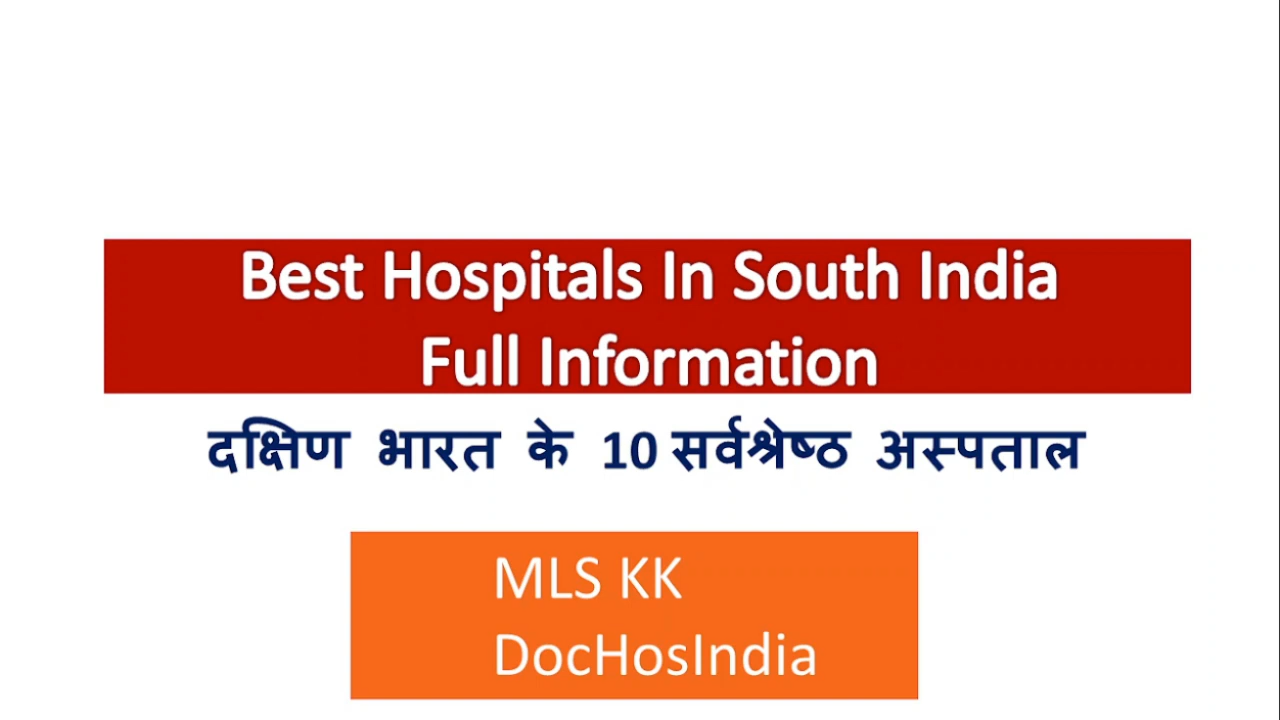 Best Hospitals In South India
Full Information
दक्षिण भारत के 10 सर्वश्रेष्ठ अस्पताल
MLS KK
DocHosIndia